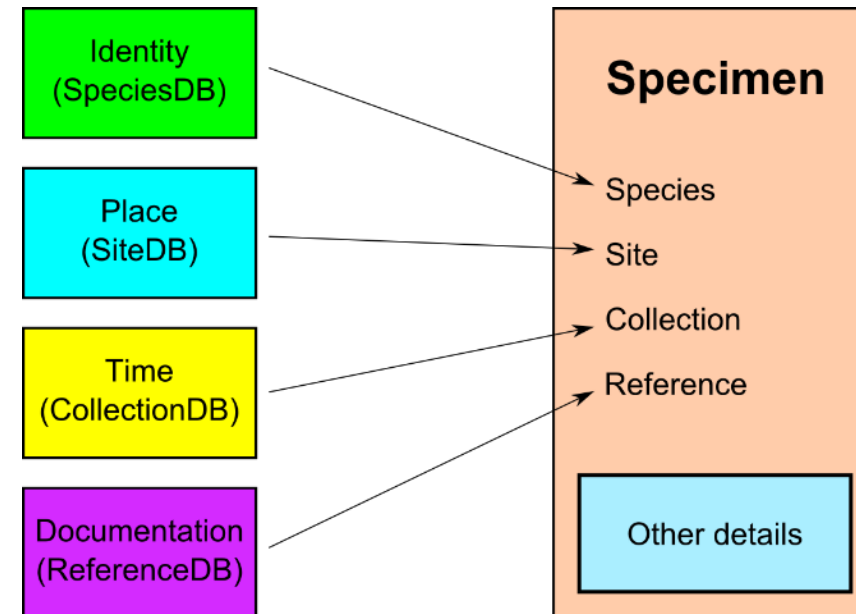 Identity
(SpeciesDB)
Place
(SiteDB)
Time
(CollectionDB)
Documentation
(ReferenceDB)
Specimen
Species
Site
Collection
Reference
Other details